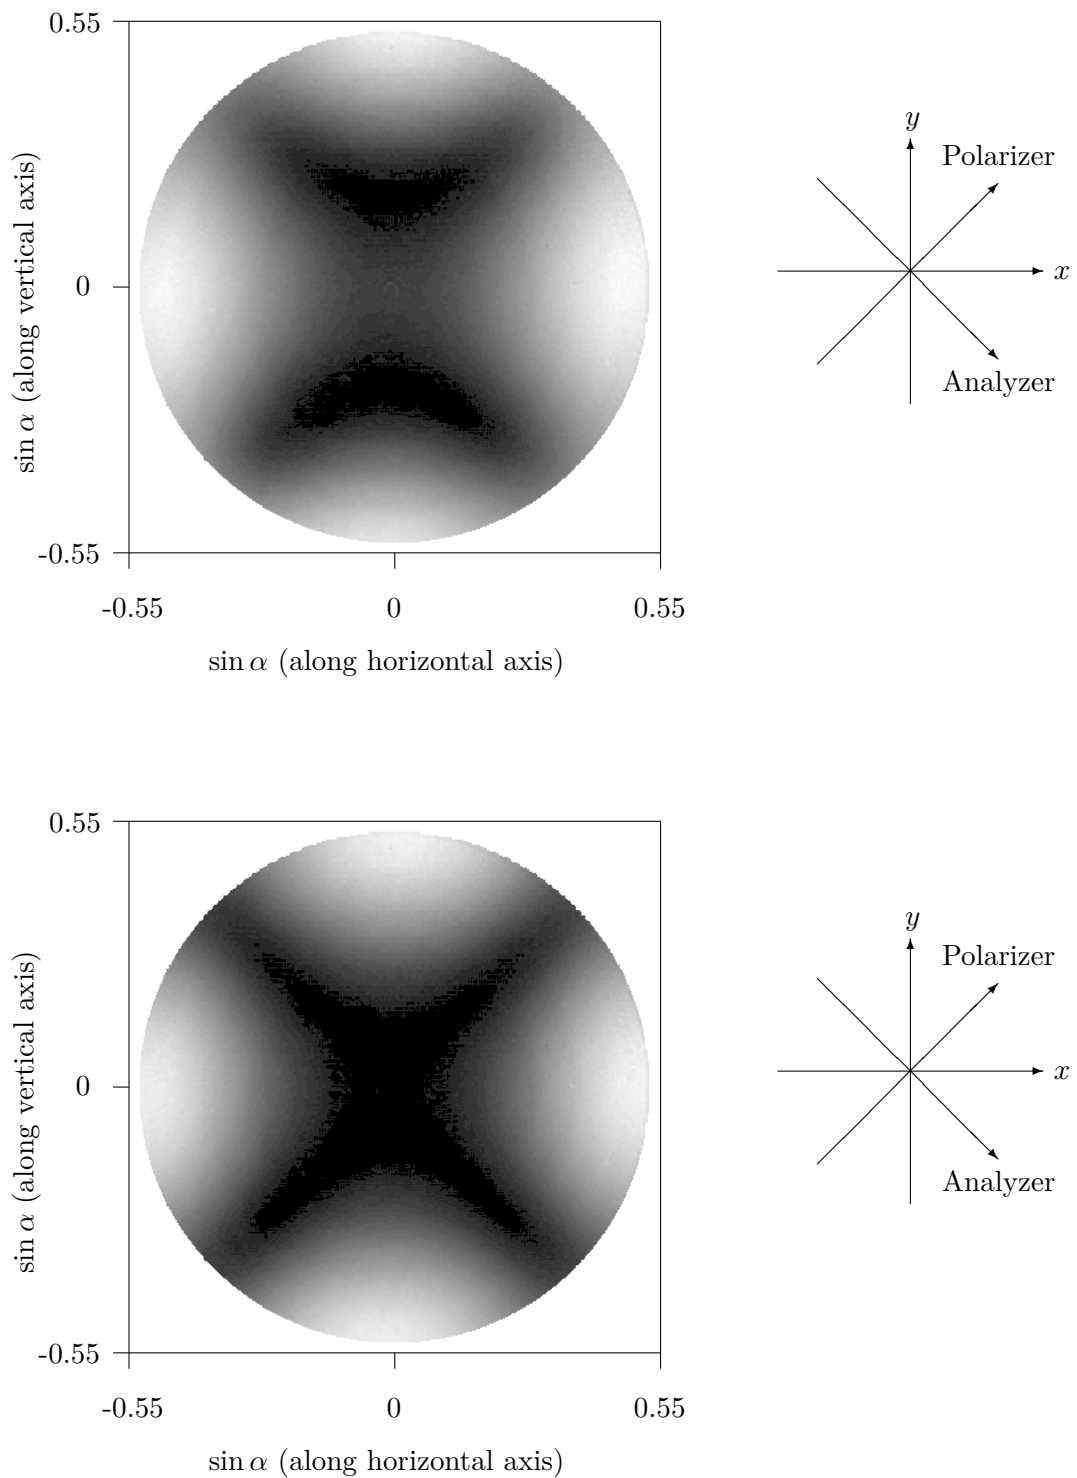 0.55
0
-0.55
sin α (along vertical axis)
-0.55
0
0.55
sin α (along horizontal axis)
y
Polarizer
x
Analyzer
0.55
0
-0.55
sin α (along vertical axis)
-0.55
0
0.55
sin α (along horizontal axis)
y
Polarizer
x
Analyzer